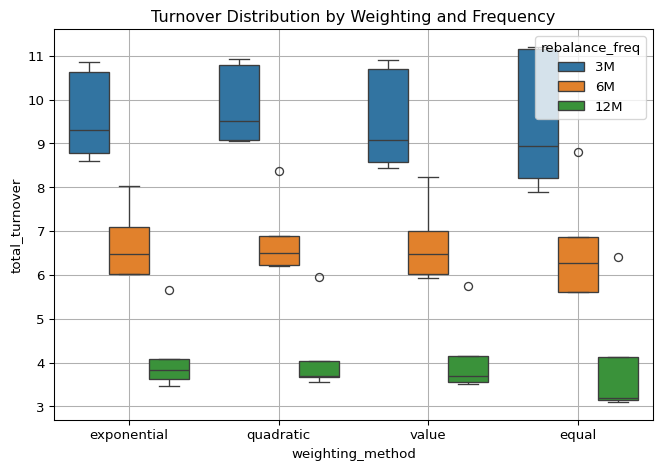 Turnover Distribution by Weighting and Frequency
rebalance_freq
3M
6M
12M
total_turnover
11
10
9
8
7
6
5
4
3
exponential
quadratic
value
equal
weighting_method